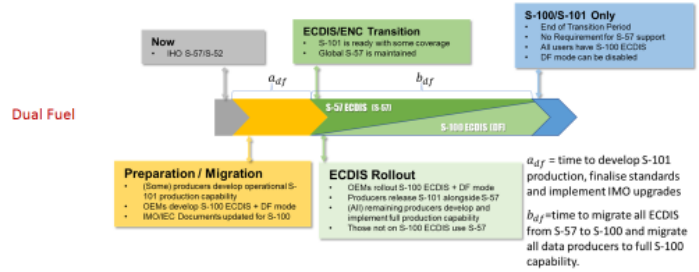 S-100/S-101 Only
• End of Transition Period
• No Requirement for S-57 support
• All users have S-100 ECDIS
• DF mode can be disabled
ECDIS/ENC Transition
• S-101 is ready with some coverage
• Global S-57 is maintained
Now
• IHO S-57/S-52
a_df
b_df
Dual Fuel
S-57 ECDIS (S-57)
S-100 ECDIS (DF)
Preparation / Migration
• (Some) producers develop operational S-
101 production capability
• OEMs develop S-100 ECDIS + DF mode
• IMO/IEC Documents updated for S-100
ECDIS Rollout
• OEMs rollout S-100 ECDIS + DF mode
• Producers release S-101 alongside S-57
• (All) remaining producers develop and
implement full production capability
• Those not on S-100 ECDIS use S-57
a_df = time to develop S-101
production, finalise standards
and implement IMO upgrades
b_df=time to migrate all ECDIS
from S-57 to S-100 and migrate
all data producers to full S-100
capability.